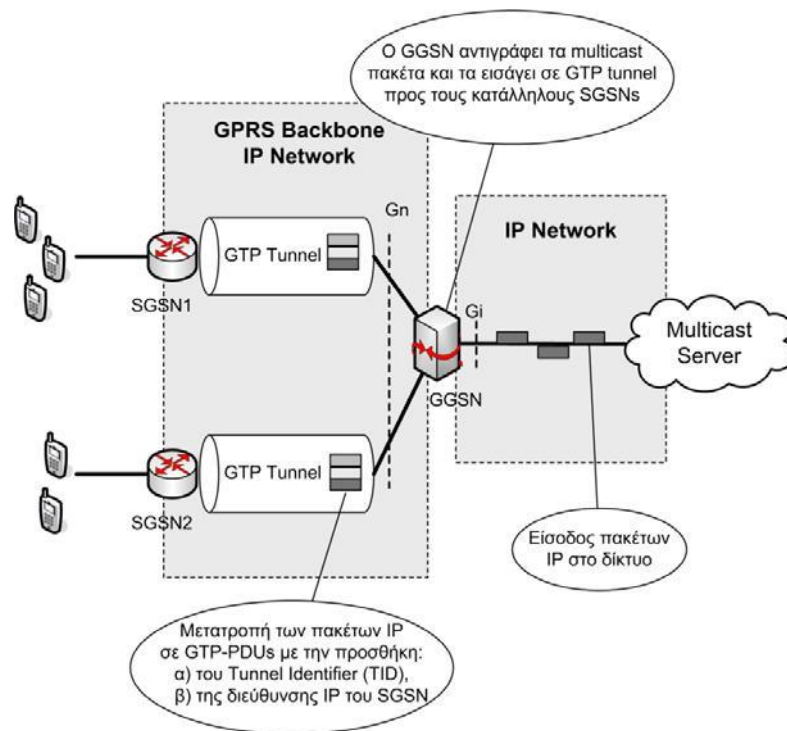 Ο GGSN αντιγράφει τα multicast
πακέτα και τα εισάγει σε GTP tunnel
προς τους κατάλληλους SGSNs
GPRS Backbone
IP Network
Gn
IP Network
GTP Tunnel
SGSN1
Gi
Multicast
Server
GGSN
GTP Tunnel
SGSN2
Είσοδος πακέτων
IP στο δίκτυο
Μετατροπή των πακέτων IP
σε GTP-PDUs με την προσθήκη:
α) του Tunnel Identifier (TID),
β) της διεύθυνσης IP του SGSN